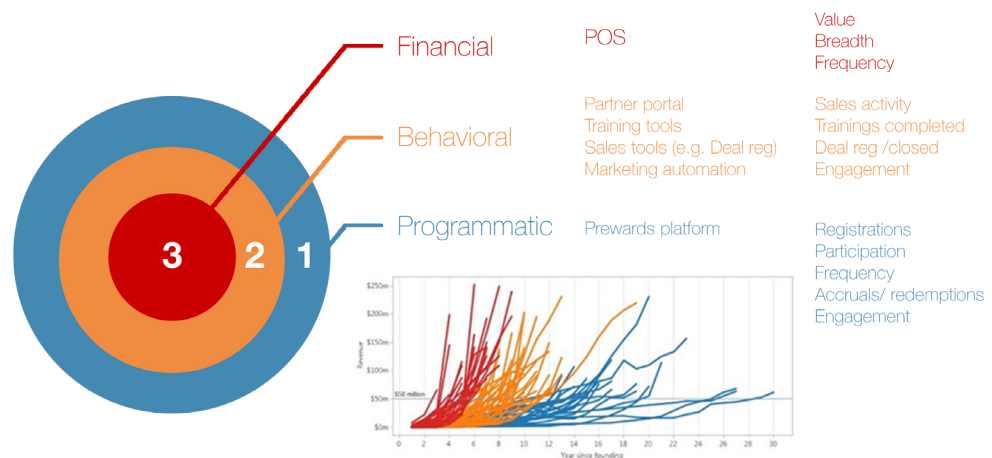 Financial
POS
Value
Breadth
Frequency
Behavioral
Partner portal
Training tools
Sales tools (e.g. Deal reg)
Marketing automation
Sales activity
Trainings completed
Deal reg /closed
Engagement
Programmatic
Prewards platform
Registrations
Participation
Frequency
Accruals/ redemptions
Engagement
3
2
1
$250m
$200m
$150m
$100m
$50m
$0m
Revenue
$50 million
0 2 4 6 8 10 12 14 16 18 20 22 24 26 28 30
Year since founding